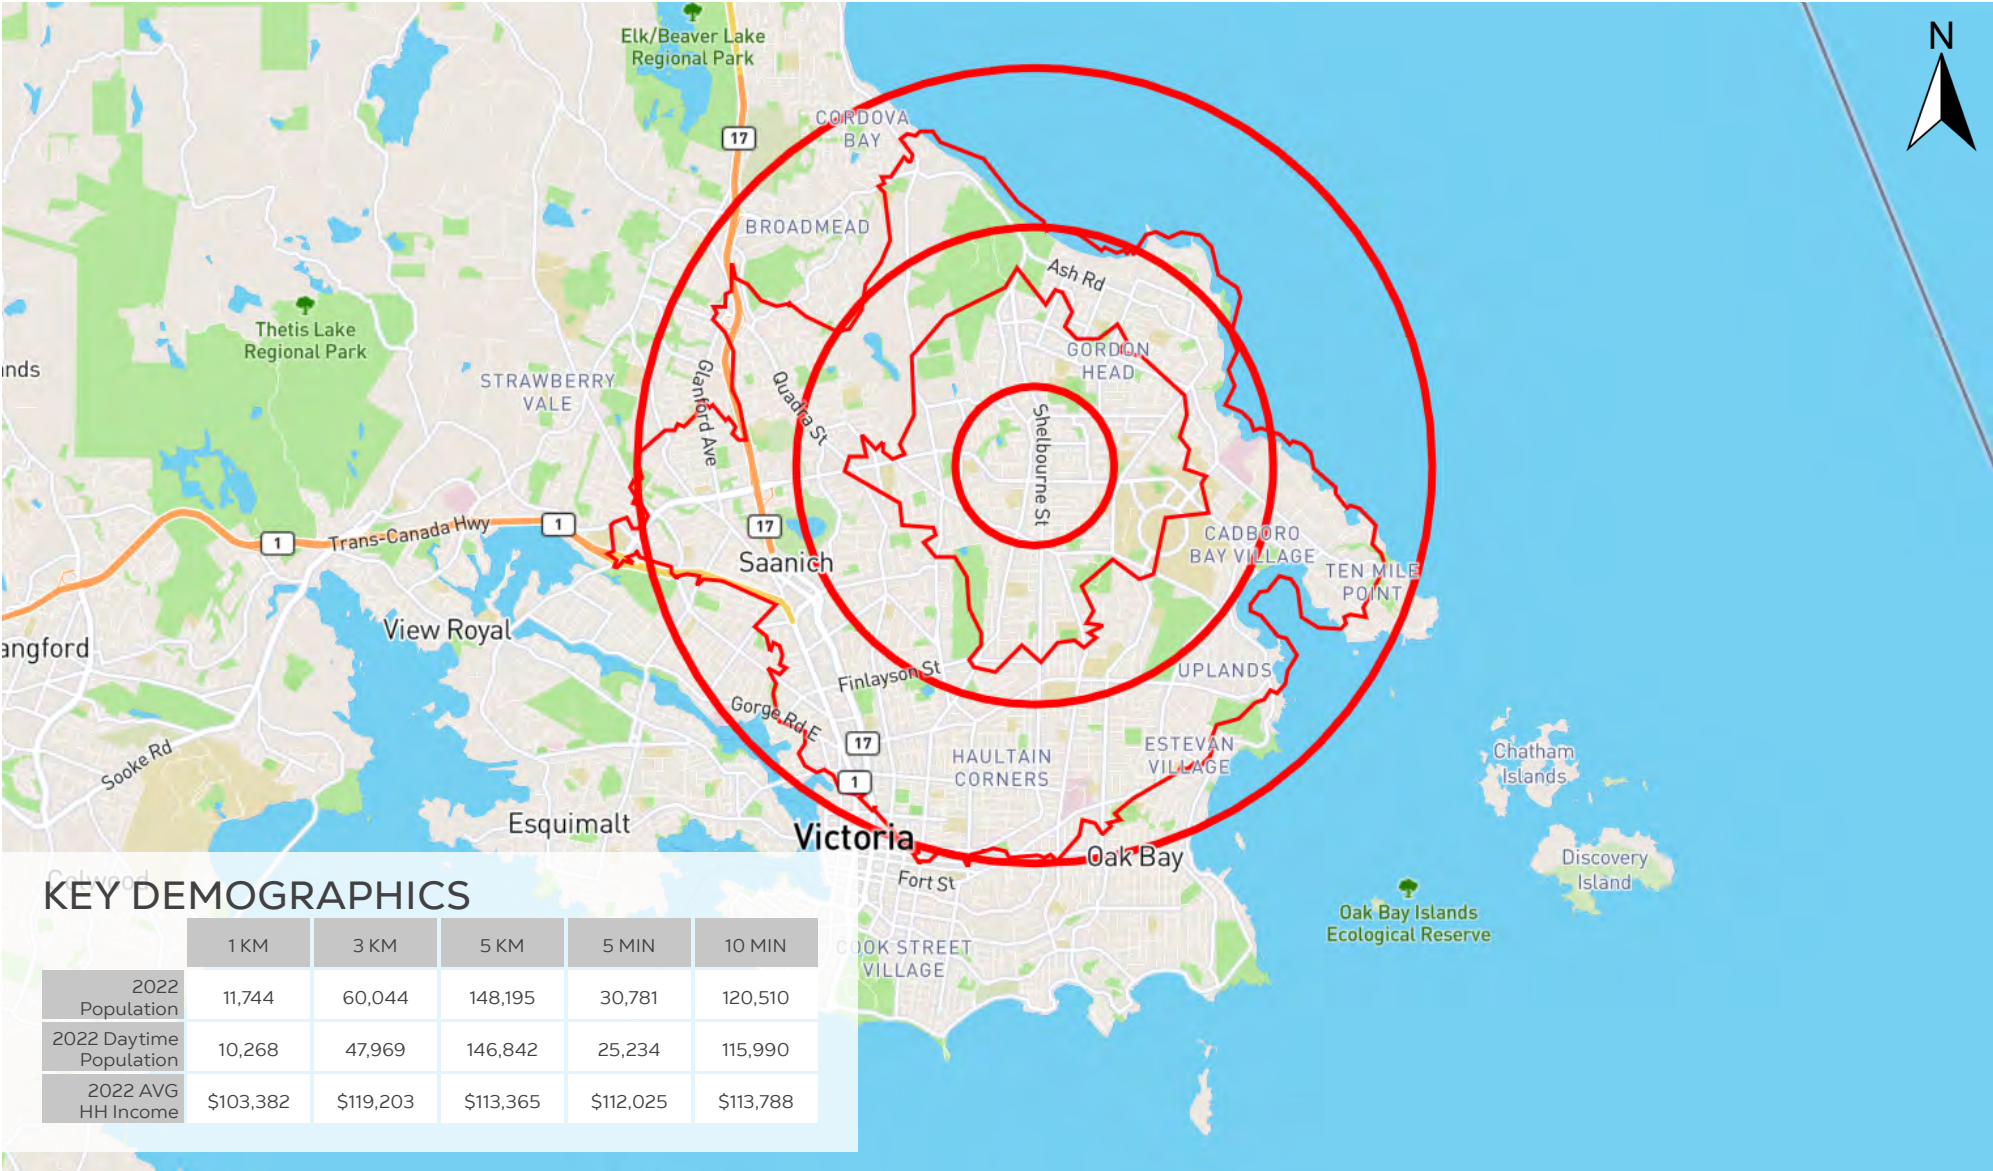 N
Elk/Beaver Lake
Regional Park
17
CORDOVA
BAY
BROADMEAD
Ash Rd
Thetis Lake
Regional Park
GORDON
HEAD
STRAWBERRY
VALE
Glanford Ave
Quadra St
Shelbourne St
ands
1
Trans-Canada Hwy
1
17
Saanich
CADBORO
BAY VILLAGE
TEN MILE
POINT
View Royal
angford
Finlayson St
UPLANDS
Gorge Rd E
17
1
HAULTAIN
CORNERS
ESTEVAN
VILLAGE
Sooke Rd
Chatham
Islands
Esquimalt
Victoria
Oak Bay
Fort St
Discovery
Island
Oak Bay Islands
Ecological Reserve
COOK STREET
VILLAGE
Colwood
KEY DEMOGRAPHICS
1 KM 3 KM 5 KM 5 MIN 10 MIN
2022
Population 11,744 60,044 148,195 30,781 120,510
2022 Daytime
Population 10,268 47,969 146,842 25,234 115,990
2022 AVG
HH Income $103,382 $119,203 $113,365 $112,025 $113,788